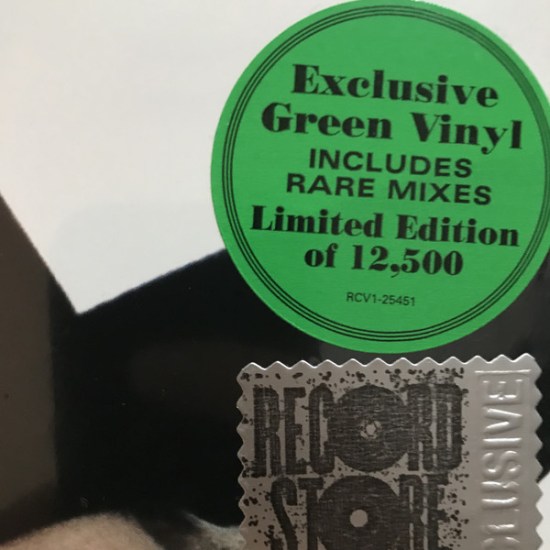 Exclusive
Green Vinyl
INCLUDES
RARE MIXES
Limited Edition
of 12,500
RCV1-25451
RECORD
STORE